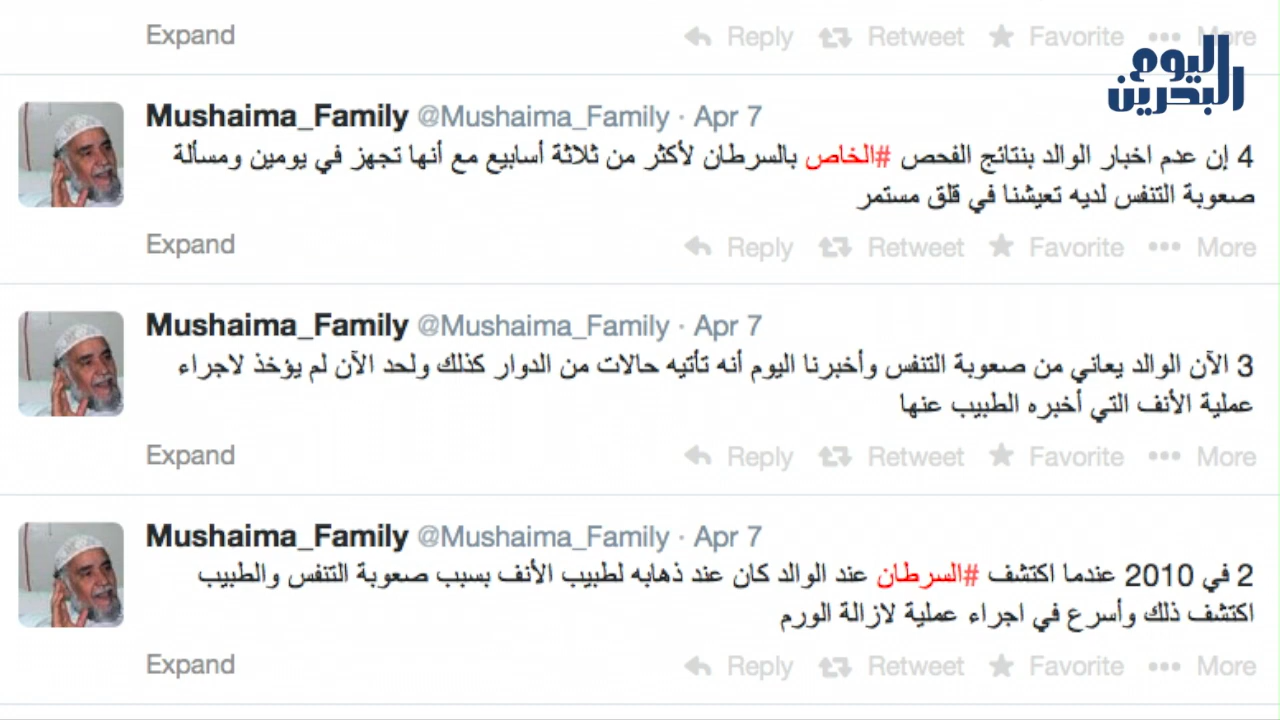 Expand
Reply Retweet Favorite More
اليوم
البحرين
Mushaima_Family @Mushaima_Family · Apr 7
4 إن عدم اخبار الوالد بنتائج الفحص #الخاص بالسرطان لأكثر من ثلاثة أسابيع مع أنها تجهز في يومين ومسألة
صعوبة التنفس لديه تعيشنا في قلق مستمر
Expand
Reply Retweet Favorite More
Mushaima_Family @Mushaima_Family · Apr 7
3 الآن الوالد يعاني من صعوبة التنفس وأخبرنا اليوم أنه تأتيه حالات من الدوار كذلك ولحد الآن لم يؤخذ لاجراء
عملية الأنف التي أخبره الطبيب عنها
Expand
Reply Retweet Favorite More
Mushaima_Family @Mushaima_Family · Apr 7
2 في 2010 عندما اكتشف #السرطان عند الوالد كان عند ذهابه لطبيب الأنف بسبب صعوبة التنفس والطبيب
اكتشف ذلك وأسرع في اجراء عملية لازالة الورم
Expand
Reply Retweet Favorite More